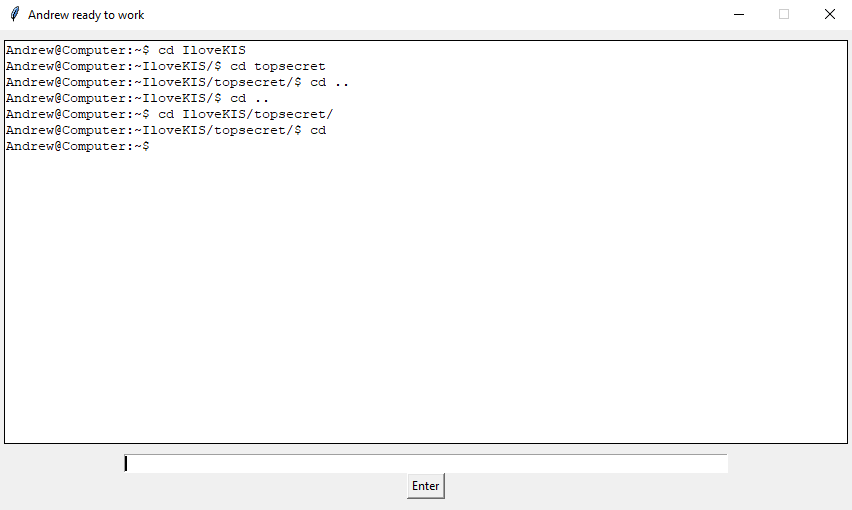 Andrew ready to work
Andrew@Computer:~$ cd IloveKIS
Andrew@Computer:~IloveKIS/$ cd topsecret
Andrew@Computer:~IloveKIS/topsecret/$ cd ..
Andrew@Computer:~IloveKIS/$ cd ..
Andrew@Computer:~$ cd IloveKIS/topsecret/
Andrew@Computer:~IloveKIS/topsecret/$ cd
Andrew@Computer:~$
Enter